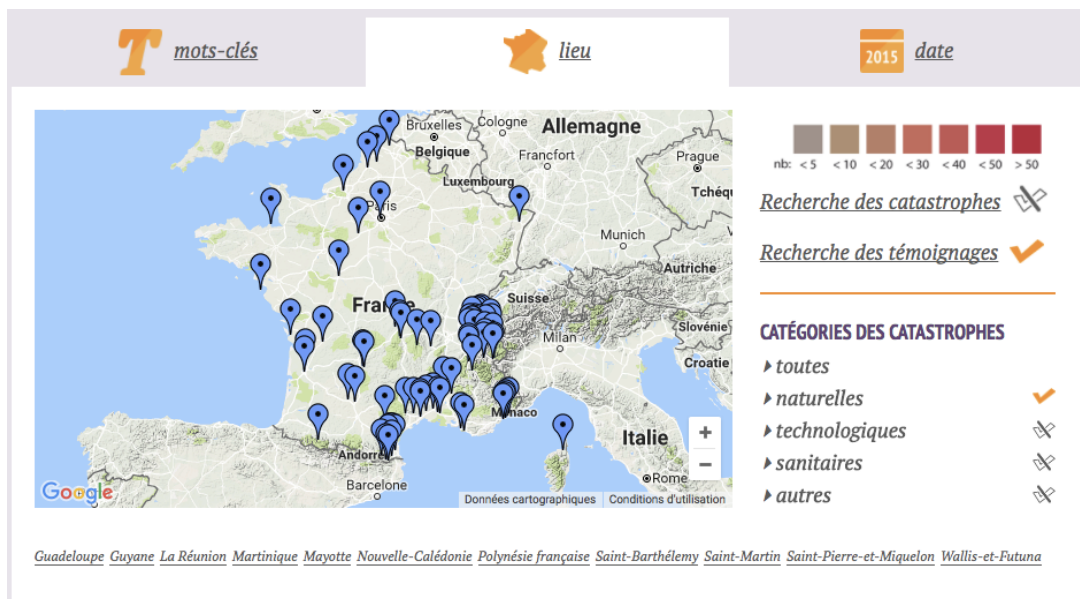 mots-clés
lieu
2015
date
Bruxelles
Cologne
Allemagne
Belgique
Francfort
Prague
Luxembourg
Tchéqu
Paris
Munich
Autriche
Suisse
France
Slovénie
Milan
Croatie
Monaco
Italie
Andorre
Barcelone
Rome
+
−
Google
Données cartographiques
Conditions d'utilisation
nb: < 5 < 10 < 20 < 30 < 40 < 50 > 50
Recherche des catastrophes
Recherche des témoignages
CATÉGORIES DES CATASTROPHES
toutes
naturelles
technologiques
sanitaires
autres
Guadeloupe Guyane La Réunion Martinique Mayotte Nouvelle-Calédonie Polynésie française Saint-Barthélemy Saint-Martin Saint-Pierre-et-Miquelon Wallis-et-Futuna